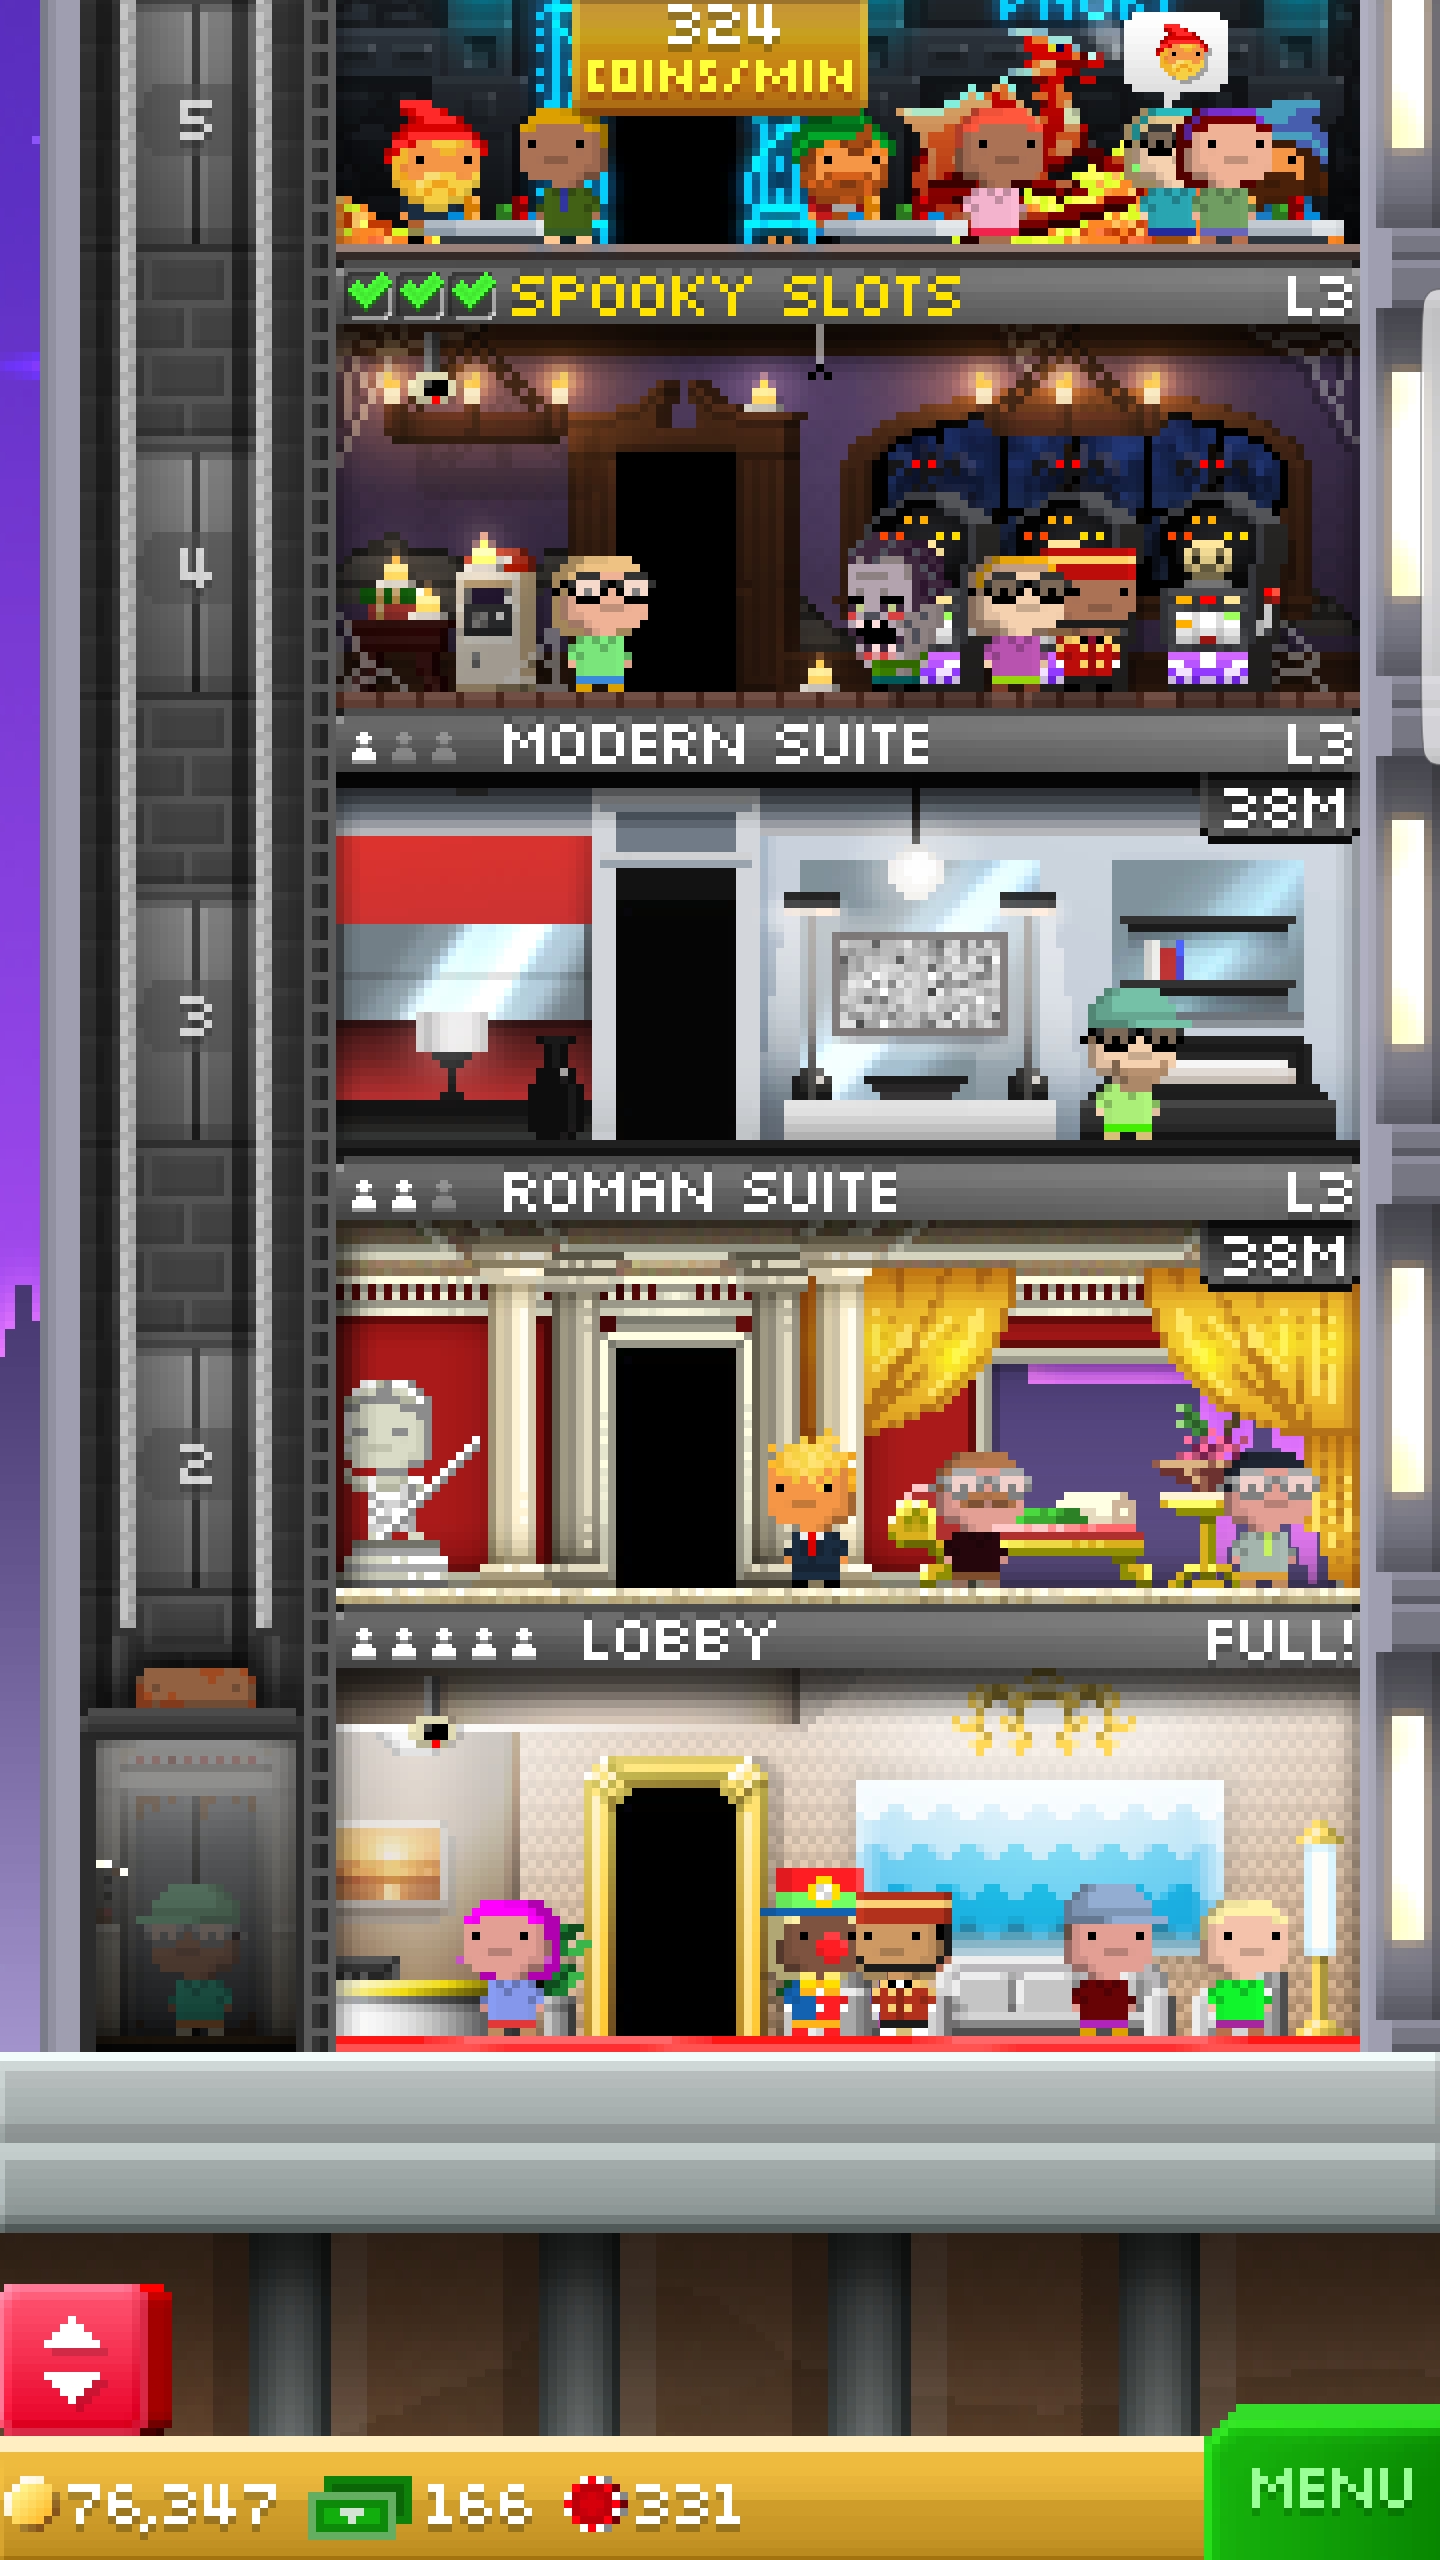 324
COINS/MIN
5
SPOOKY SLOTS L3
4
MODERN SUITE L3
38M
3
ROMAN SUITE L3
38M
2
LOBBY FULL!
76,347 166 331
MENU